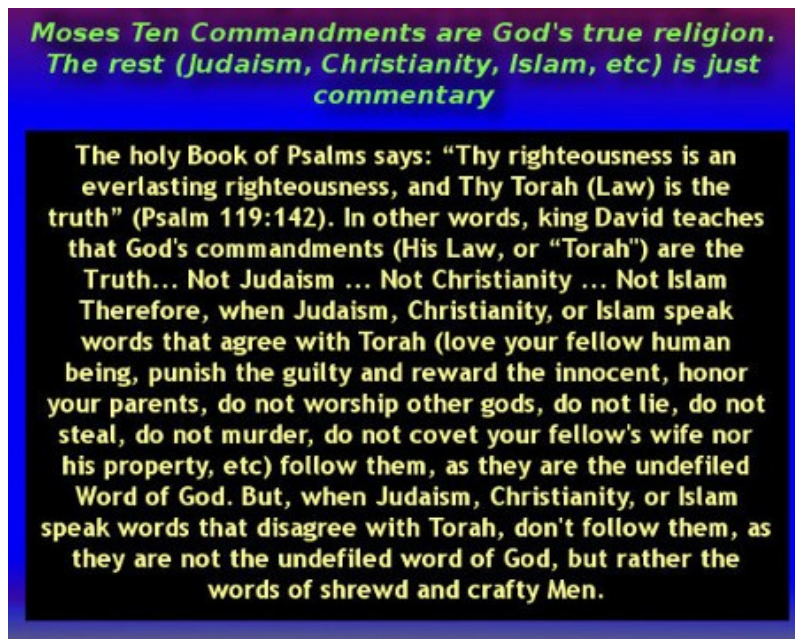 Moses Ten Commandments are God's true religion.
The rest (Judaism, Christianity, Islam, etc) is just
commentary
The holy Book of Psalms says: “Thy righteousness is an
everlasting righteousness, and Thy Torah (Law) is the
truth” (Psalm 119:142). In other words, king David teaches
that God's commandments (His Law, or “Torah") are the
Truth... Not Judaism ... Not Christianity ... Not Islam
Therefore, when Judaism, Christianity, or Islam speak
words that agree with Torah (love your fellow human
being, punish the guilty and reward the innocent, honor
your parents, do not worship other gods, do not lie, do not
steal, do not murder, do not covet your fellow's wife nor
his property, etc) follow them, as they are the undefiled
Word of God. But, when Judaism, Christianity, or Islam
speak words that disagree with Torah, don't follow them, as
they are not the undefiled word of God, but rather the
words of shrewd and crafty Men.